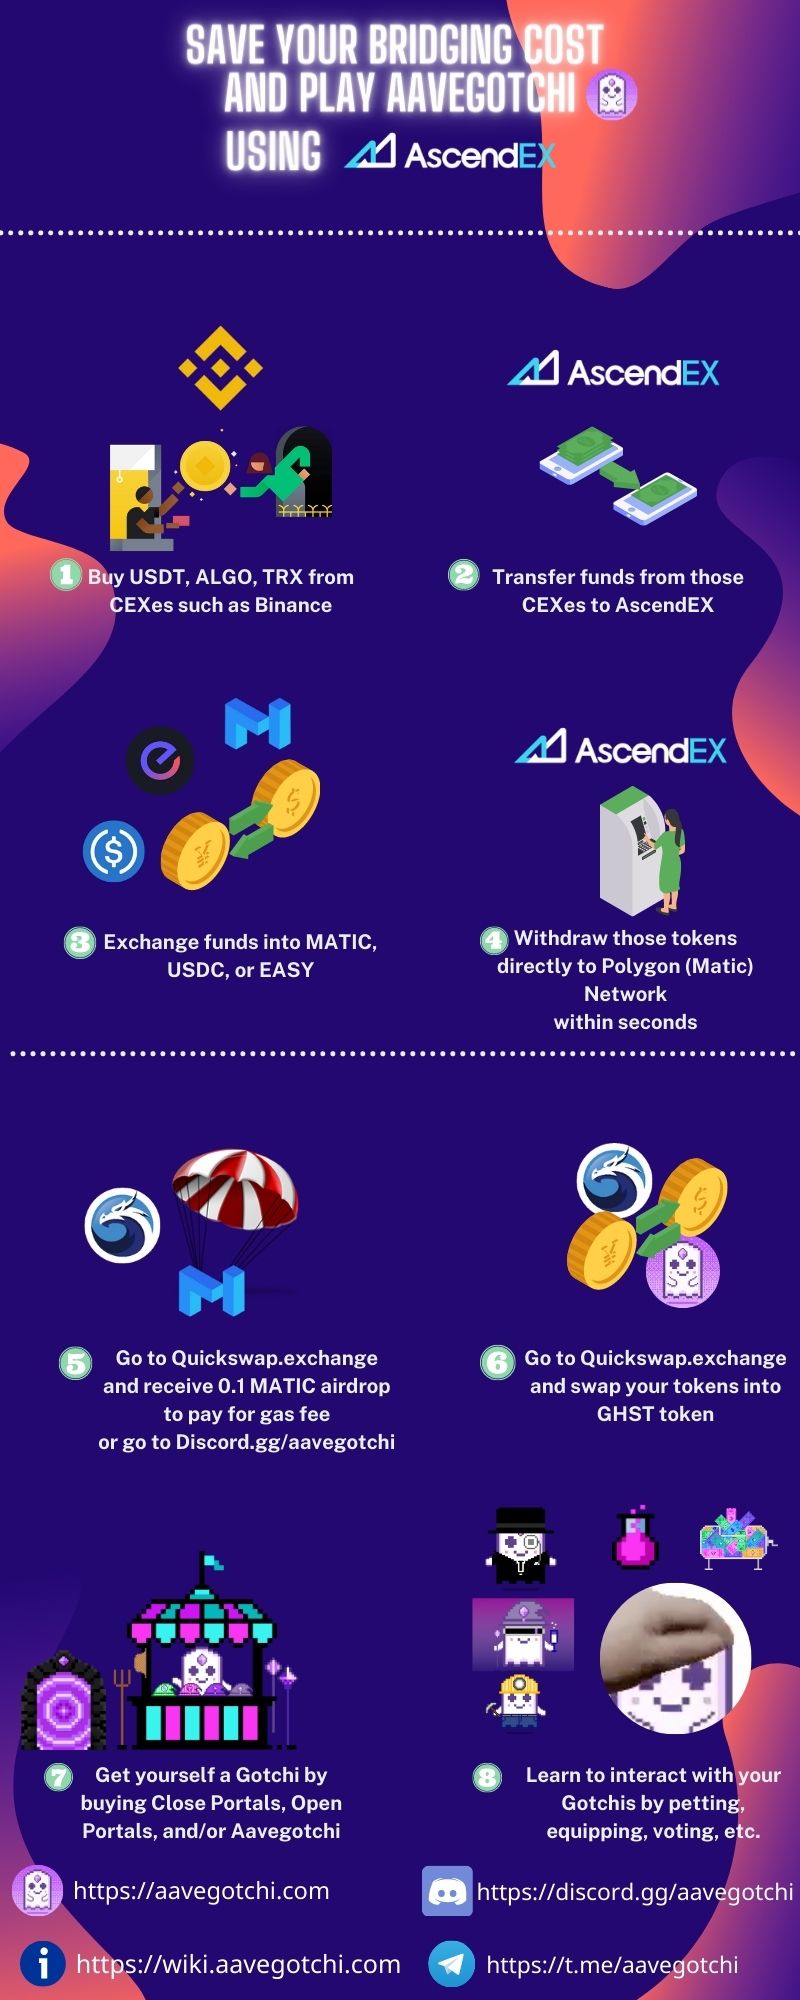 SAVE YOUR BRIDGING COST
AND PLAY AAVEGOTCHI
USING AscendEX
AscendEX
1 Buy USDT, ALGO, TRX from
CEXes such as Binance
2 Transfer funds from those
CEXes to AscendEX
AscendEX
3 Exchange funds into MATIC,
USDC, or EASY
4 Withdraw those tokens
directly to Polygon (Matic)
Network
within seconds
5 Go to Quickswap.exchange
and receive 0.1 MATIC airdrop
to pay for gas fee
or go to Discord.gg/aavegotchi
6 Go to Quickswap.exchange
and swap your tokens into
GHST token
7 Get yourself a Gotchi by
buying Close Portals, Open
Portals, and/or Aavegotchi
8 Learn to interact with your
Gotchis by petting,
equipping, voting, etc.
https://aavegotchi.com
https://discord.gg/aavegotchi
https://wiki.aavegotchi.com
https://t.me/aavegotchi